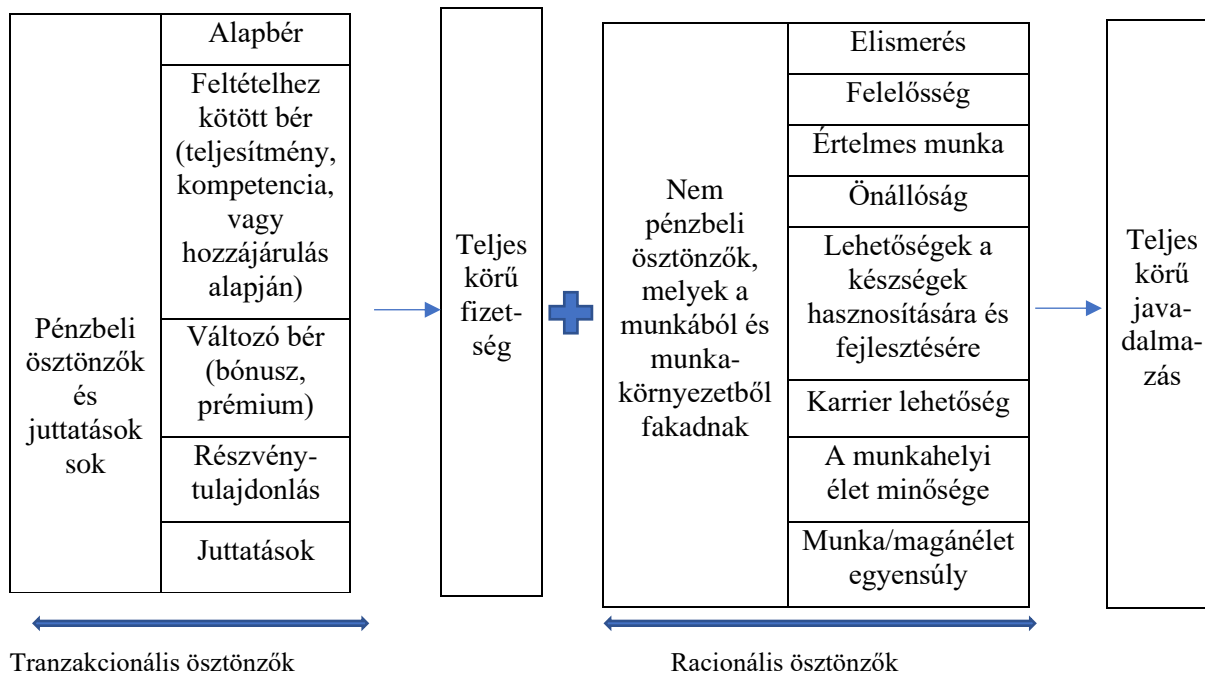 Pénzbeli
ösztönzők
és
juttatások
sok
Alapbér
Feltételhez
kötött bér
(teljesítmény,
kompetencia,
vagy
hozzájárulás
alapján)
Változó bér
(bónusz,
prémium)
Részvény-
tulajdonlás
Juttatások
Teljes
körű
fizet-
ség
Nem
pénzbeli
ösztönzők,
melyek a
munkából és
munka-
környezetből
fakadnak
Elismerés
Felelősség
Értelmes munka
Önállóság
Lehetőségek a
készségek
hasznosítására és
fejlesztésére
Karrier lehetőség
A munkahelyi
élet minősége
Munka/magánélet
egyensúly
Teljes
körű
java-
dalma-
zás
Tranzakcionális ösztönzők
Racionális ösztönzők